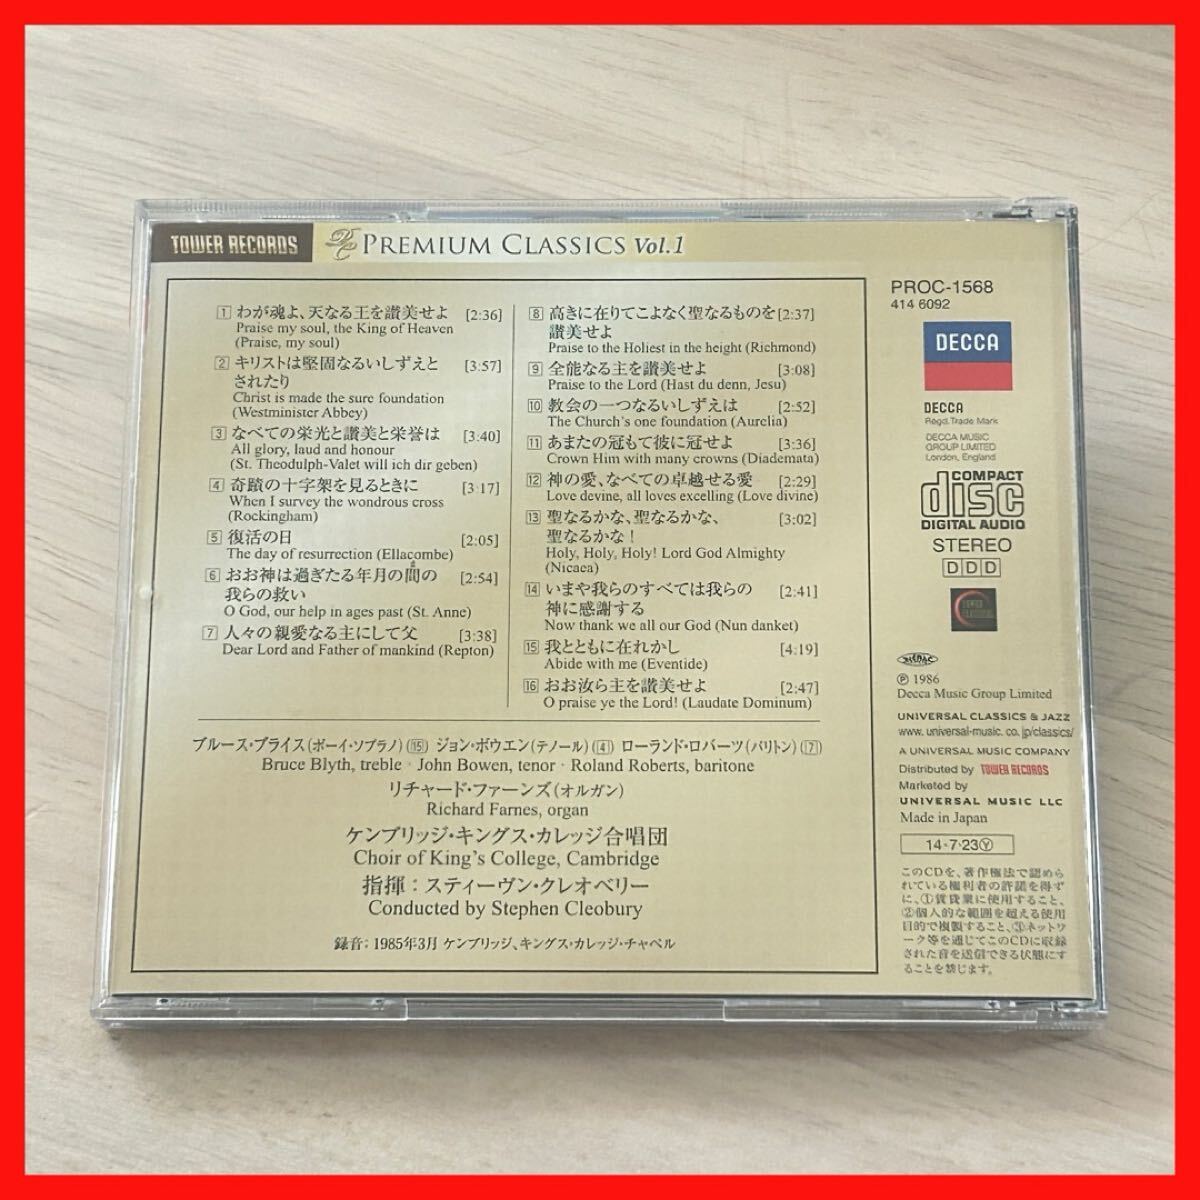 TOWER RECORDS
PREMIUM CLASSICS Vol.1
1 わが魂よ、天なる王を讃美せよ [2:36]
Praise my soul, the King of Heaven
(Praise, my soul)
2 キリストは堅固なるいしずえと [3:57]
されたり
Christ is made the sure foundation
(Westminister Abbey)
3 なべての栄光と讃美と栄誉は [3:40]
All glory, laud and honour
(St. Theodulph-Valet will ich dir geben)
4 奇蹟の十字架を見るときに [3:17]
When I survey the wondrous cross
(Rockingham)
5 復活の日 [2:05]
The day of resurrection (Ellacombe)
6 おお神は過ぎたる年月の間の [2:54]
我らの救い
O God, our help in ages past (St. Anne)
7 人々の親愛なる主にして父 [3:38]
Dear Lord and Father of mankind (Repton)
8 高きに在りてこよなく聖なるものを [2:37]
讃美せよ
Praise to the Holiest in the height (Richmond)
9 全能なる主を讃美せよ [3:08]
Praise to the Lord (Hast du denn, Jesu)
10 教会の一つなるいしずえは [2:52]
The Church's one foundation (Aurelia)
11 あまたの冠もて彼に冠せよ [3:36]
Crown Him with many crowns (Diademata)
12 神の愛、なべての卓越せる愛 [2:29]
Love devine, all loves excelling (Love divine)
13 聖なるかな、聖なるかな、 [3:02]
聖なるかな！
Holy, Holy, Holy! Lord God Almighty
(Nicaea)
14 いまや我らのすべては我らの [2:41]
神に感謝する
Now thank we all our God (Nun danket)
15 我とともに在れかし [4:19]
Abide with me (Eventide)
16 おお汝ら主を讃美せよ [2:47]
O praise ye the Lord! (Laudate Dominum)
ブルース・ブライス(ボーイ・ソプラノ)(15) ジョン・ボウエン(テノール)(4) ローランド・ロバーツ(バリトン)(7)
Bruce Blyth, treble・John Bowen, tenor・Roland Roberts, baritone
リチャード・ファーンズ(オルガン)
Richard Farnes, organ
ケンブリッジ・キングス・カレッジ合唱団
Choir of King's College, Cambridge
指揮：スティーヴン・クレオベリー
Conducted by Stephen Cleobury
録音：1985年3月 ケンブリッジ、キングス・カレッジ・チャペル
PROC-1568
414 6092
DECCA
DECCA
Regd. Trade Mark
DECCA MUSIC
GROUP LIMITED
London, England
COMPACT
disc
DIGITAL AUDIO
STEREO
DDD
℗ 1986
Decca Music Group Limited
UNIVERSAL CLASSICS & JAZZ
www.universal-music.co.jp/classics/
A UNIVERSAL MUSIC COMPANY
Distributed by TOWER RECORDS
Marketed by
UNIVERSAL MUSIC LLC
Made in Japan
14・7・23Ⓨ
このCDを、著作権法で認めら
れている権利者の許諾を得ず
に、①賃貸業に使用すること、
②個人的な範囲を超える使用
目的で複製すること、③ネットワ
ーク等を通じてこのCDに収録
された音を送信できる状態にす
ることを禁じます。